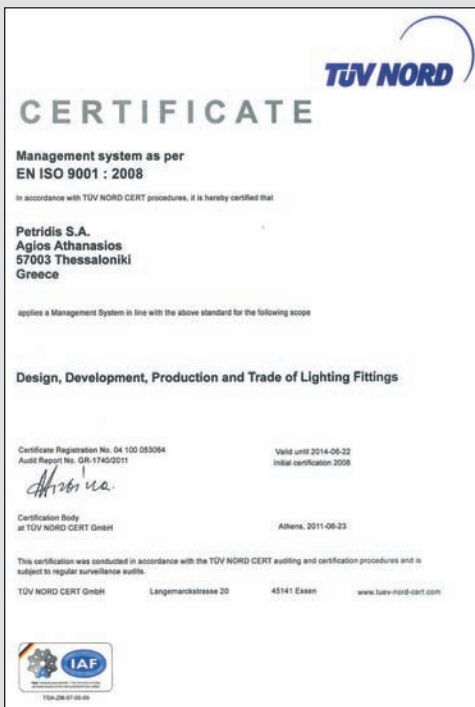 TÜV NORD
CERTIFICATE
Management system as per
EN ISO 9001 : 2008
In accordance with TÜV NORD CERT procedures, it is hereby certified that
Petridis S.A.
Agios Athanasios
57003 Thessaloniki
Greece
applies a Management System in line with the above standard for the following scope
Design, Development, Production and Trade of Lighting Fittings
Certificate Registration No. 04 100 053064
Audit Report No. GR-1740/2011
Valid until 2014-06-22
Initial certification 2008
Certification Body
at TÜV NORD CERT GmbH
Athens, 2011-06-23
This certification was conducted in accordance with the TÜV NORD CERT auditing and certification procedures and is
subject to regular surveillance audits.
TÜV NORD CERT GmbH Langemarckstrasse 20 45141 Essen www.tuev-nord-cert.com
IAF
TGA-ZM-07-06-00